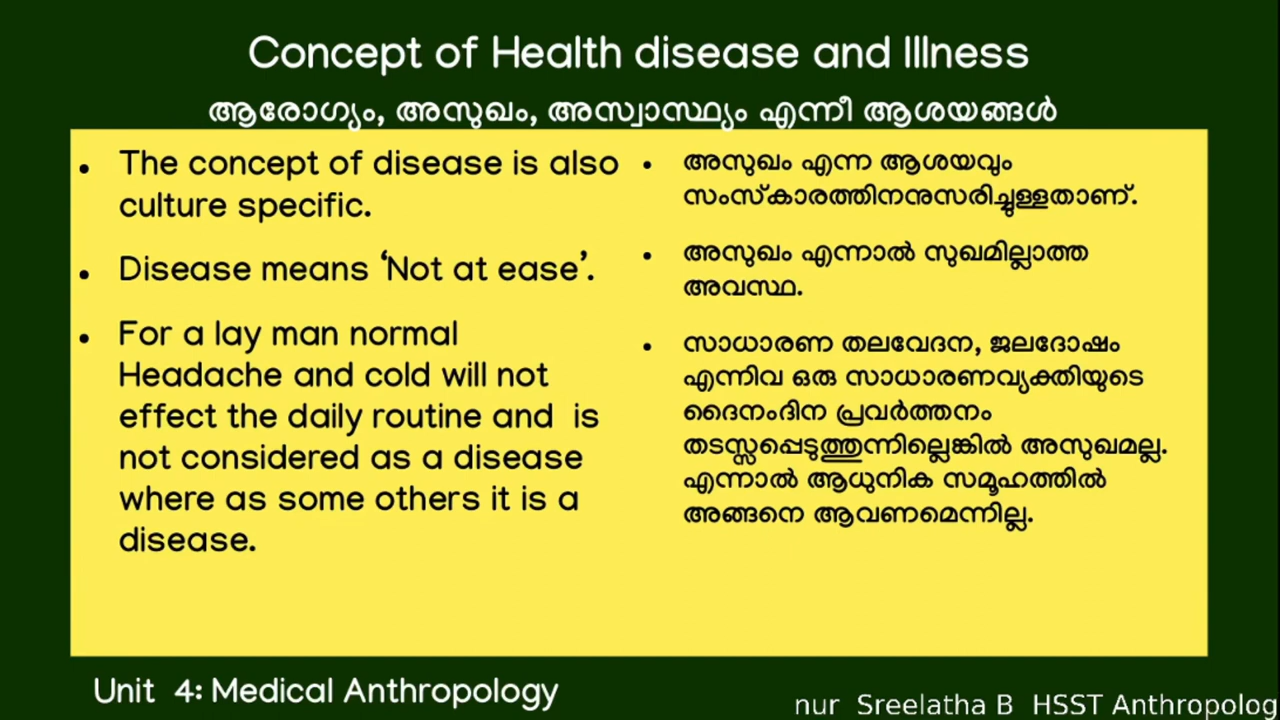 Concept of Health disease and Illness
ആരോഗ്യം, അസുഖം, അസ്വാസ്ഥ്യം എന്നീ ആശയങ്ങൾ
• The concept of disease is also
culture specific.
• Disease means ‘Not at ease’.
• For a lay man normal
Headache and cold will not
effect the daily routine and is
not considered as a disease
where as some others it is a
disease.
• അസുഖം എന്ന ആശയവും
സംസ്കാരത്തിനനുസരിച്ചുള്ളതാണ്.
• അസുഖം എന്നാൽ സുഖമില്ലാത്ത
അവസ്ഥ.
• സാധാരണ തലവേദന, ജലദോഷം
എന്നിവ ഒരു സാധാരണവ്യക്തിയുടെ
ദൈനംദിന പ്രവർത്തനം
തടസ്സപ്പെടുത്തുന്നില്ലെങ്കിൽ അസുഖമല്ല.
എന്നാൽ ആധുനിക സമൂഹത്തിൽ
അങ്ങനെ ആവണമെന്നില്ല.
Unit 4: Medical Anthropology
nur Sreelatha B HSST Anthropolog